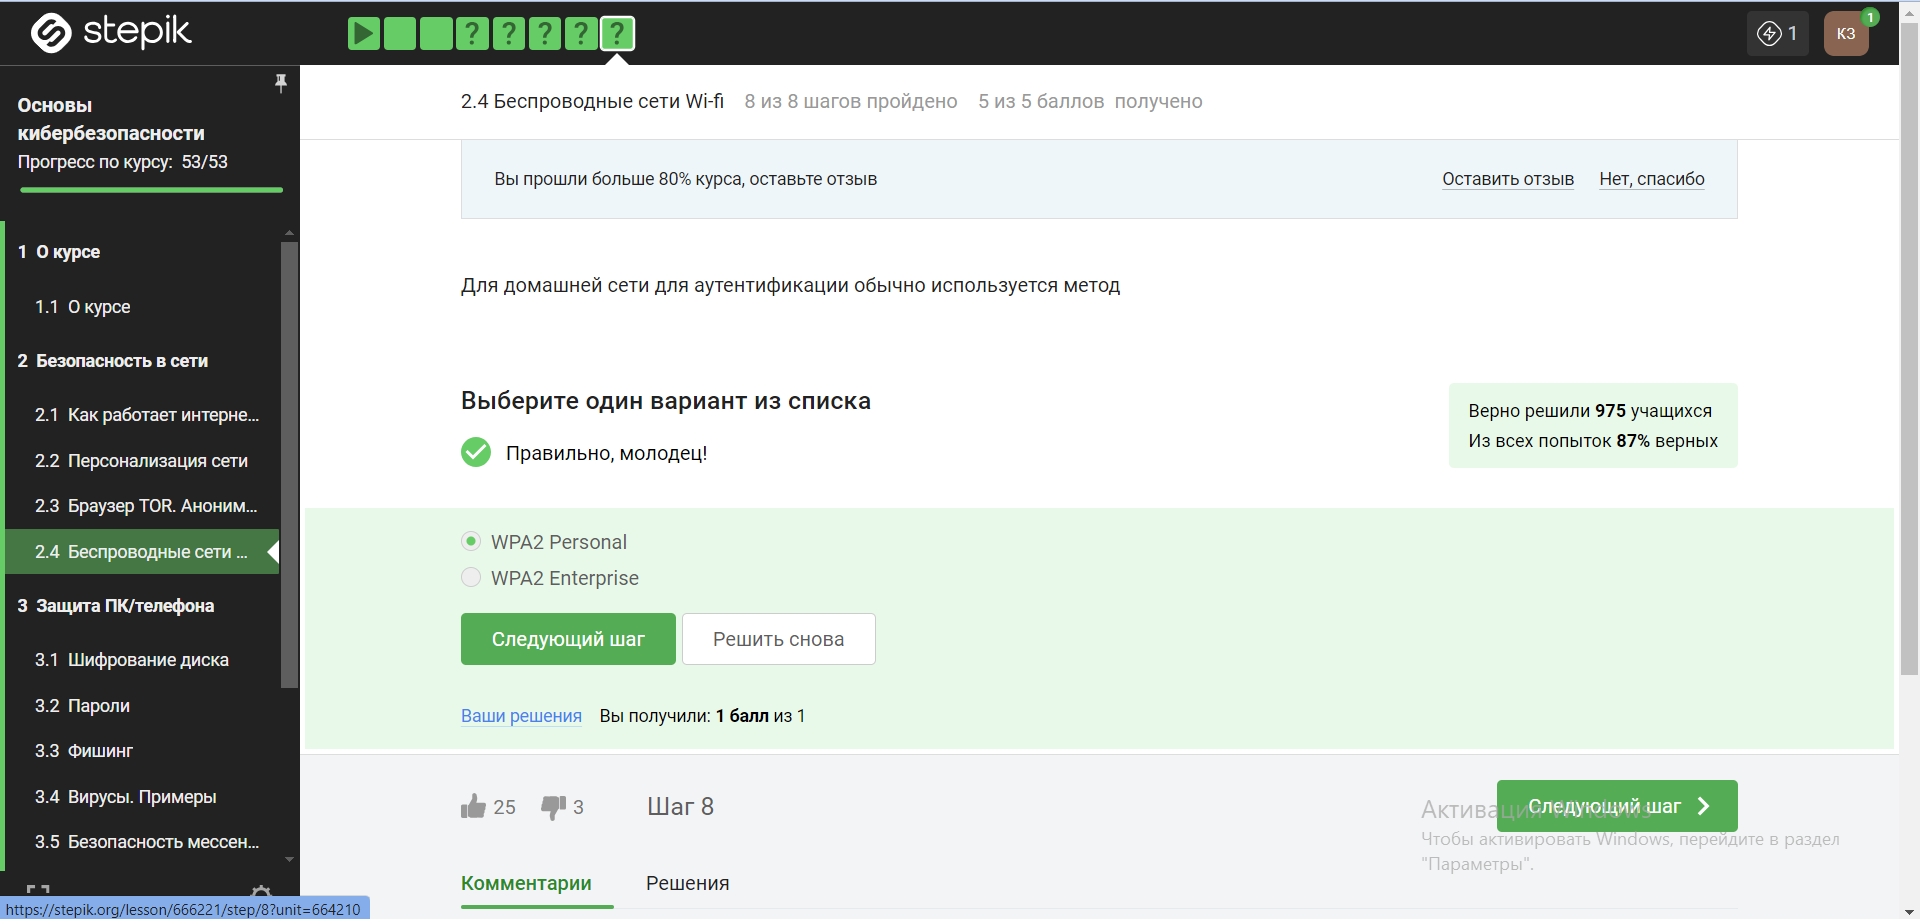 stepik
?
?
?
?
?
1
КЗ
1
Основы
кибербезопасности
Прогресс по курсу: 53/53
1 О курсе
1.1 О курсе
2 Безопасность в сети
2.1 Как работает интерне...
2.2 Персонализация сети
2.3 Браузер TOR. Аноним...
2.4 Беспроводные сети ...
3 Защита ПК/телефона
3.1 Шифрование диска
3.2 Пароли
3.3 Фишинг
3.4 Вирусы. Примеры
3.5 Безопасность мессен...
2.4 Беспроводные сети Wi-fi 8 из 8 шагов пройдено 5 из 5 баллов получено
Вы прошли больше 80% курса, оставьте отзыв
Оставить отзыв
Нет, спасибо
Для домашней сети для аутентификации обычно используется метод
Выберите один вариант из списка
Правильно, молодец!
Верно решили 975 учащихся
Из всех попыток 87% верных
WPA2 Personal
WPA2 Enterprise
Следующий шаг
Решить снова
Ваши решения
Вы получили: 1 балл из 1
25
3
Шаг 8
Следующий шаг
Активация Windows
Чтобы активировать Windows, перейдите в раздел
"Параметры".
Комментарии
Решения
https://stepik.org/lesson/666221/step/8?unit=664210